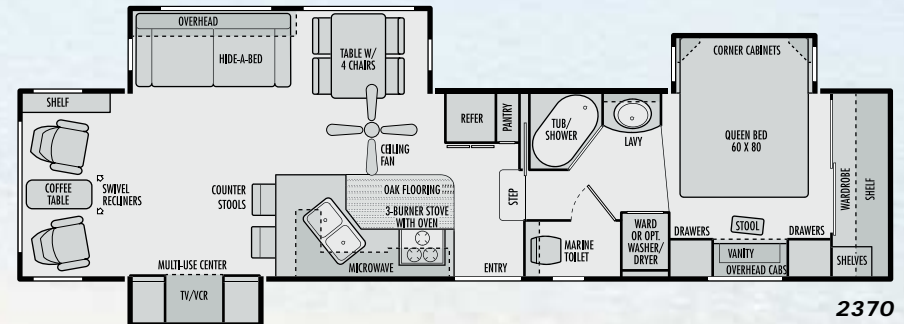 OVERHEAD
HIDE-A-BED
TABLE W/
4 CHAIRS
CORNER CABINETS
SHELF
REFER
PANTRY
TUB/
SHOWER
LAVY
QUEEN BED
60 X 80
CEILING
FAN
COFFEE
TABLE
SWIVEL
RECLINERS
COUNTER
STOOLS
OAK FLOORING
3-BURNER STOVE
WITH OVEN
STEP
WARDROBE
SHELF
MULTI-USE CENTER
TV/VCR
MICROWAVE
ENTRY
MARINE
TOILET
WARD
OR OPT.
WASHER/
DRYER
DRAWERS
STOOL
DRAWERS
VANITY
OVERHEAD CABS
SHELVES
2370